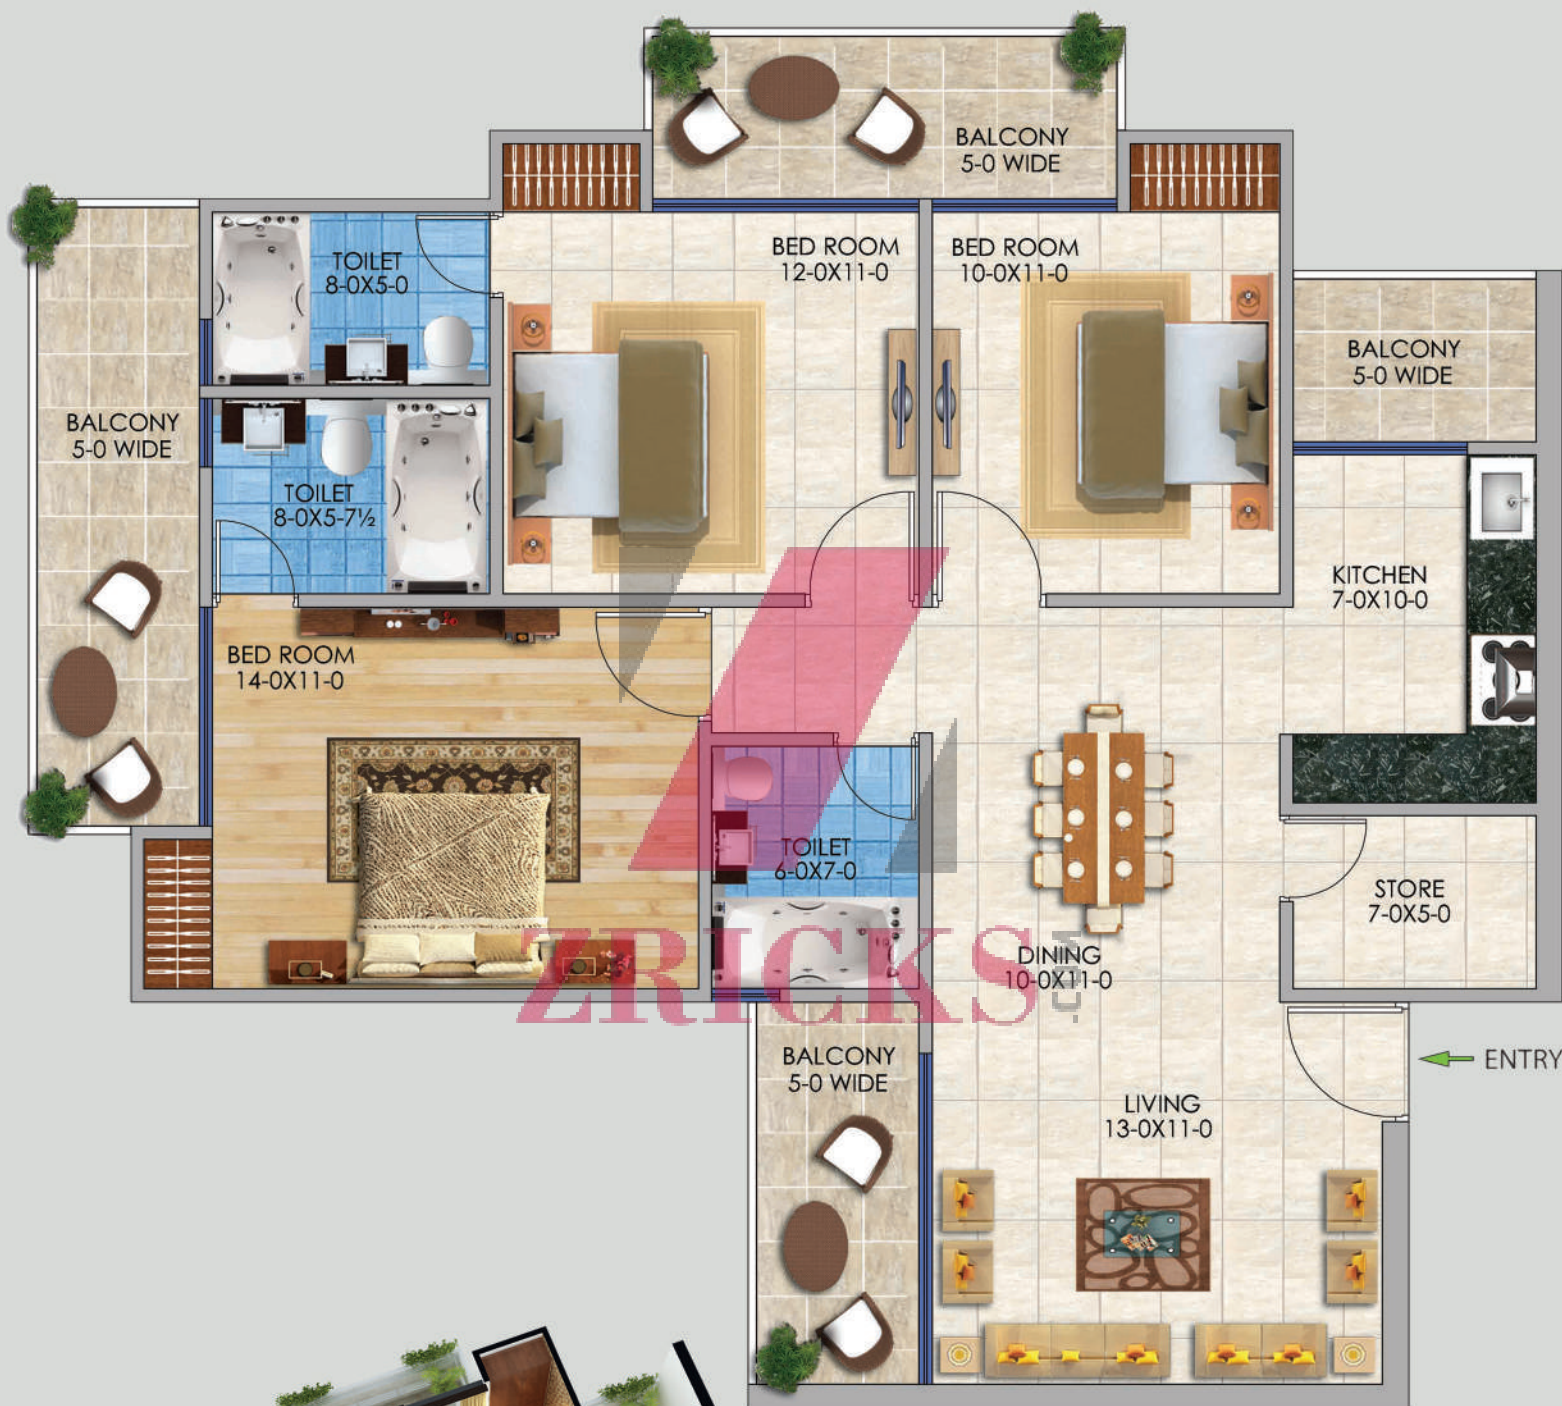 BALCONY
5-0 WIDE
TOILET
8-0X5-0
BED ROOM
12-0X11-0
BED ROOM
10-0X11-0
BALCONY
5-0 WIDE
BALCONY
5-0 WIDE
TOILET
8-0X5-7½
KITCHEN
7-0X10-0
BED ROOM
14-0X11-0
TOILET
6-0X7-0
STORE
7-0X5-0
DINING
10-0X11-0
ZRICKS
.com
BALCONY
5-0 WIDE
ENTRY
LIVING
13-0X11-0